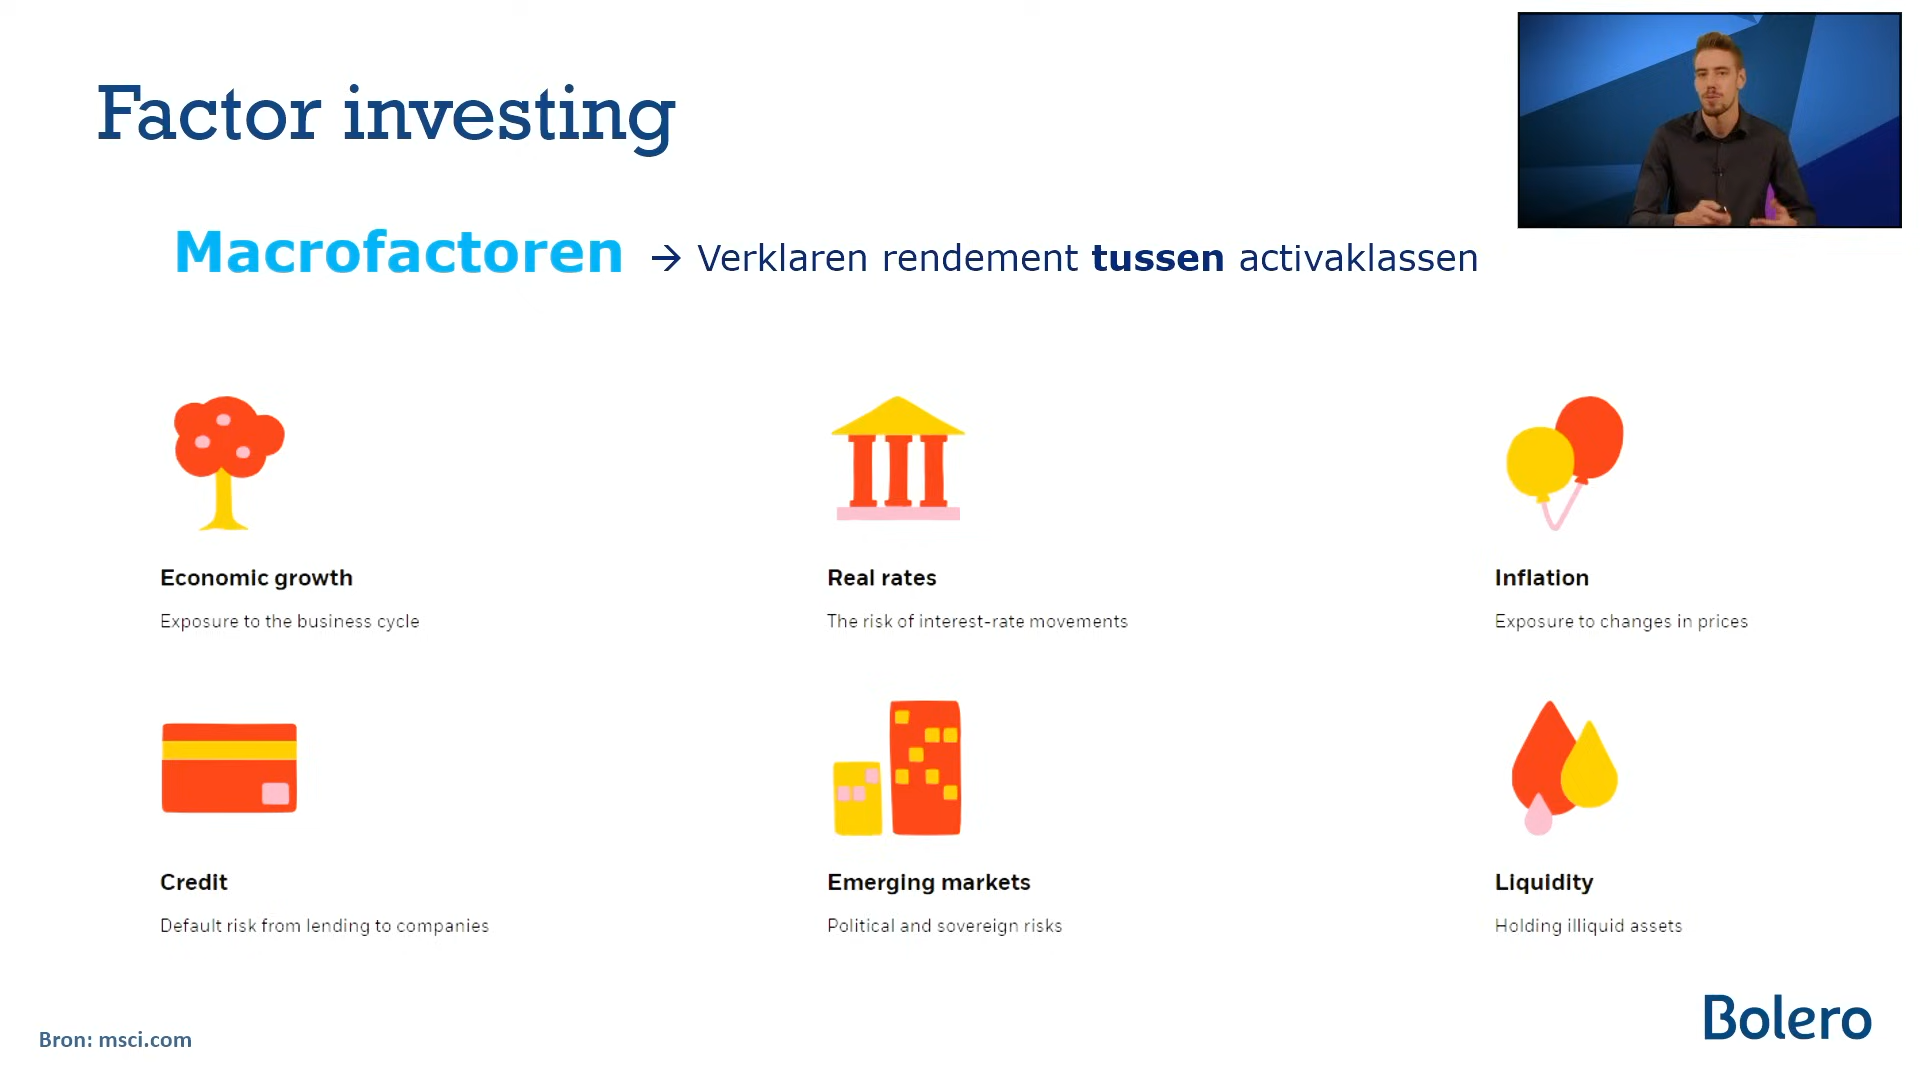 Factor investing
Macrofactoren → Verklaren rendement tussen activaklassen
Economic growth
Exposure to the business cycle
Real rates
The risk of interest-rate movements
Inflation
Exposure to changes in prices
Credit
Default risk from lending to companies
Emerging markets
Political and sovereign risks
Liquidity
Holding illiquid assets
Bron: msci.com
Bolero